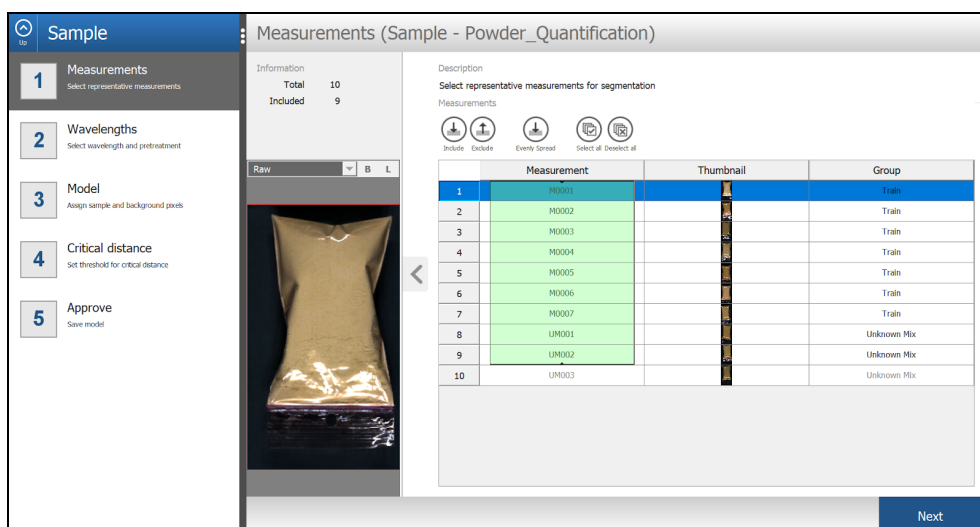 Up
Sample
Measurements (Sample - Powder_Quantification)
1
Measurements
Select representative measurements
2
Wavelengths
Select wavelength and pretreatment
3
Model
Assign sample and background pixels
4
Critical distance
Set threshold for critical distance
5
Approve
Save model
Information
Total 10
Included 9
Raw B L
Description
Select representative measurements for segmentation
Measurements
Include Exclude Evenly Spread Select all Deselect all
Measurement Thumbnail Group
1 M0001 Train
2 M0002 Train
3 M0003 Train
4 M0004 Train
5 M0005 Train
6 M0006 Train
7 M0007 Train
8 UM001 Unknown Mix
9 UM002 Unknown Mix
10 UM003 Unknown Mix
Next